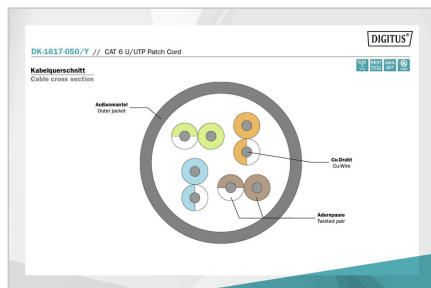 DIGITUS®
DK-1617-050/Y // CAT 6 U/UTP Patch Cord
Kabelquerschnitt
Cable cross section
Außenmantel
Outer jacket
Cu-Draht
Cu-Wire
Adernpaare
Twisted pair